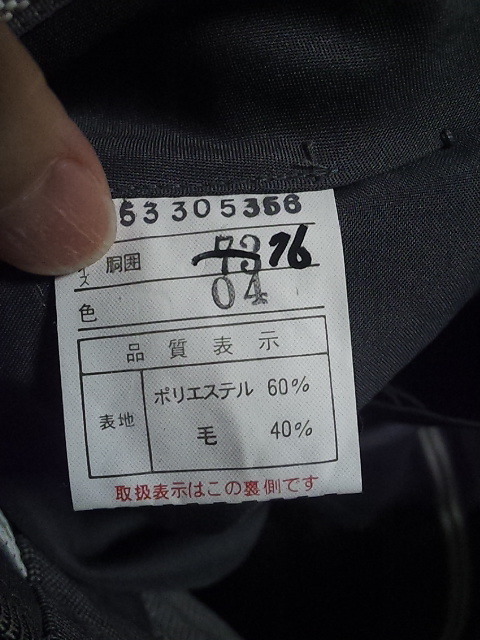 53305356
胴囲 73 76
色 04
品質表示
表地
ポリエステル 60%
毛 40%
取扱表示はこの裏側です